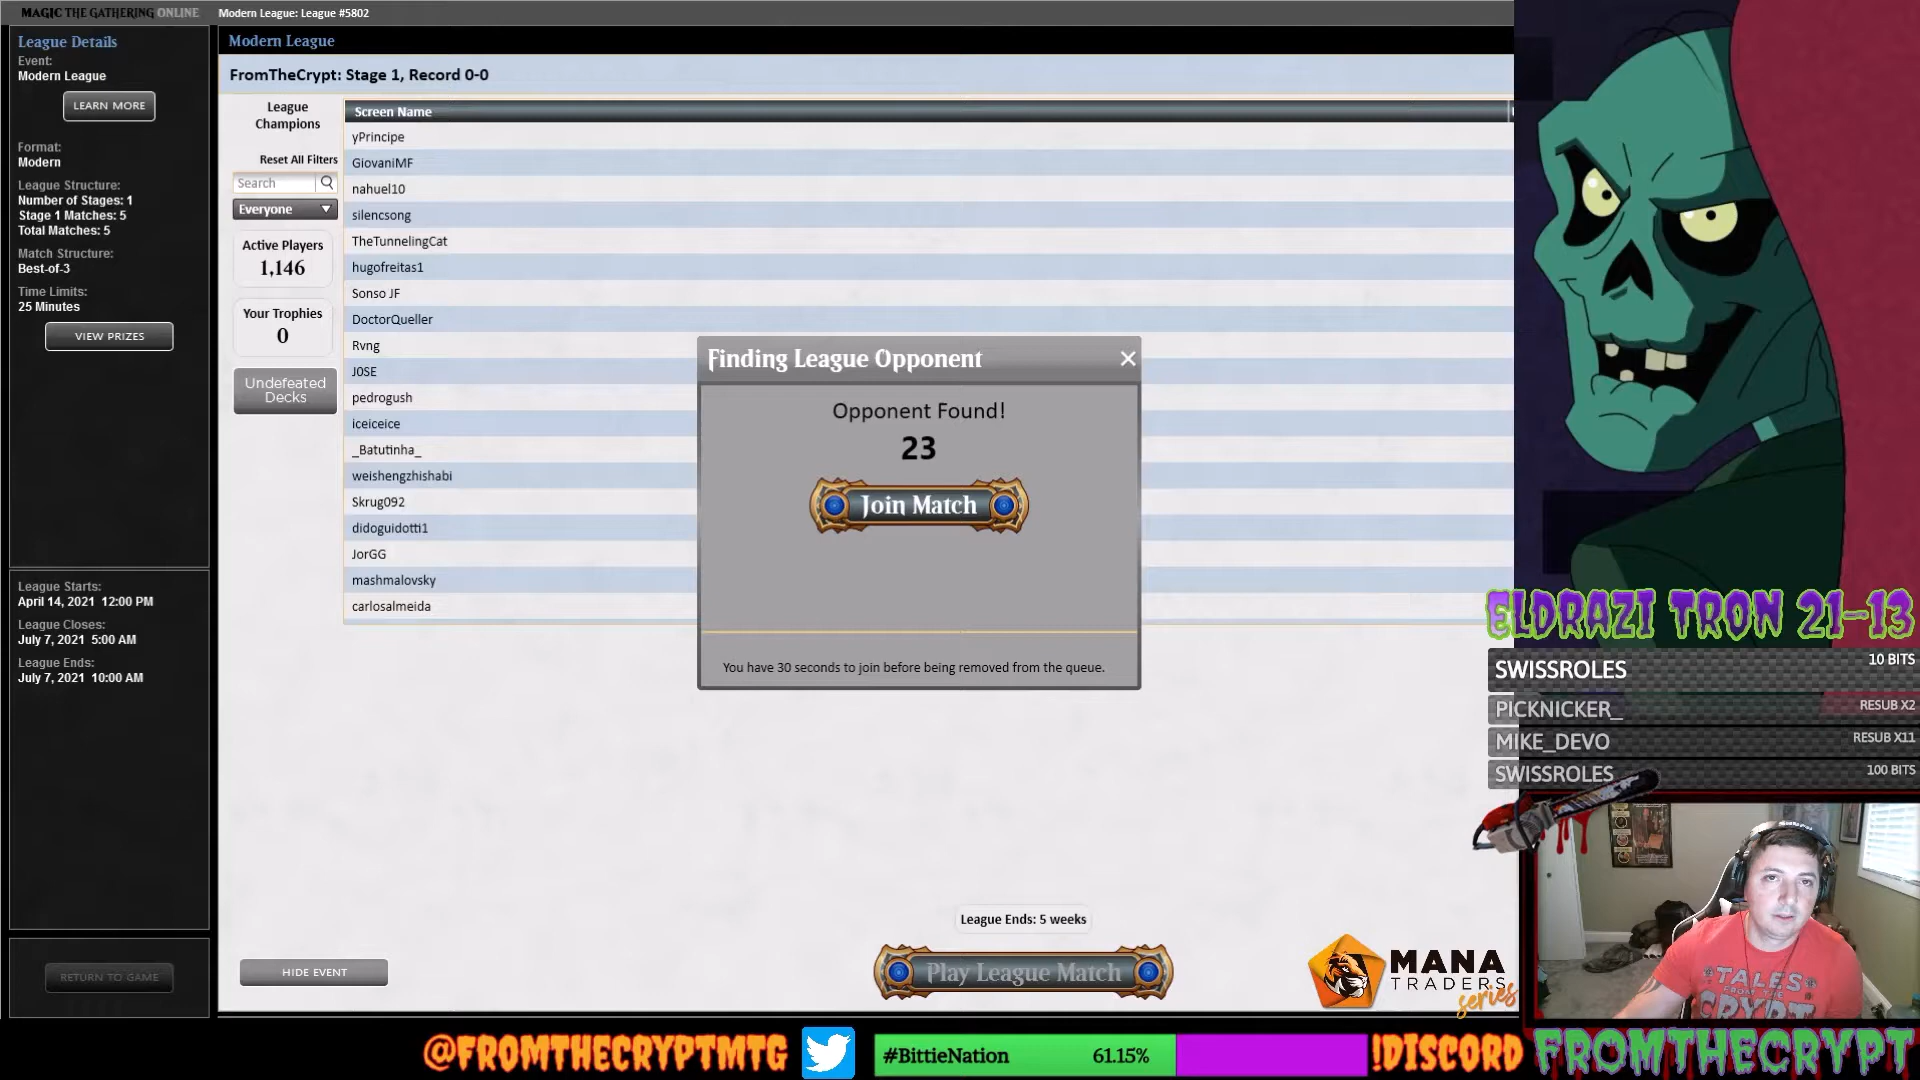 MAGIC THE GATHERING ONLINE
Modern League: League #5802
League Details
Event:
Modern League
LEARN MORE
Format:
Modern
League Structure:
Number of Stages: 1
Stage 1 Matches: 5
Total Matches: 5
Match Structure:
Best-of-3
Time Limits:
25 Minutes
VIEW PRIZES
League Starts:
April 14, 2021 12:00 PM
League Closes:
July 7, 2021 5:00 AM
League Ends:
July 7, 2021 10:00 AM
RETURN TO GAME
Modern League
FromTheCrypt: Stage 1, Record 0-0
League
Champions
Reset All Filters
Search
Everyone
Active Players
1,146
Your Trophies
0
Undefeated
Decks
Screen Name
yPrincipe
GiovaniMF
nahuel10
silencsong
TheTunnelingCat
hugofreitas1
Sonso JF
DoctorQueller
Rvng
J0SE
pedrogush
iceiceice
_Batutinha_
weishengzhishabi
Skrug092
didoguidotti1
JorGG
mashmalovsky
carlosalmeida
Finding League Opponent
Opponent Found!
23
Join Match
You have 30 seconds to join before being removed from the queue.
League Ends: 5 weeks
HIDE EVENT
Play League Match
MANA
TRADERS
series
ELDRAZI TRON 21-13
SWISSROLES 10 BITS
PICKNICKER_ RESUB X2
MIKE_DEVO RESUB X11
SWISSROLES 100 BITS
TALES
FROM THE
CRYPT
@FROMTHECRYPTMTG
#BittieNation 61.15%
!DISCORD
FROMTHECRYPT